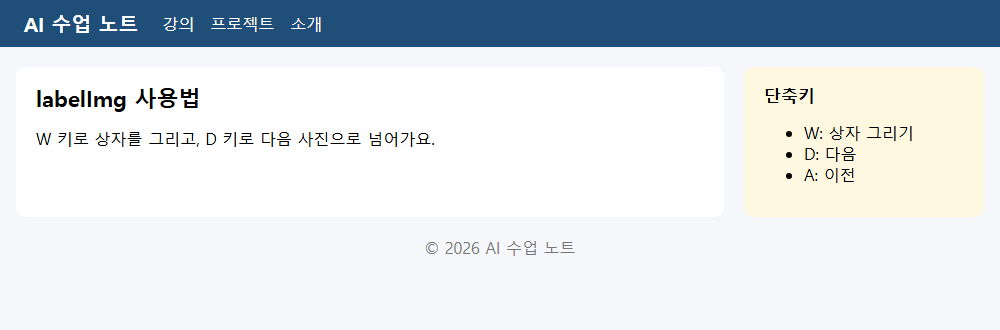 AI 수업 노트 강의 프로젝트 소개
labelImg 사용법
W 키로 상자를 그리고, D 키로 다음 사진으로 넘어가요.
단축키
W: 상자 그리기
D: 다음
A: 이전
© 2026 AI 수업 노트